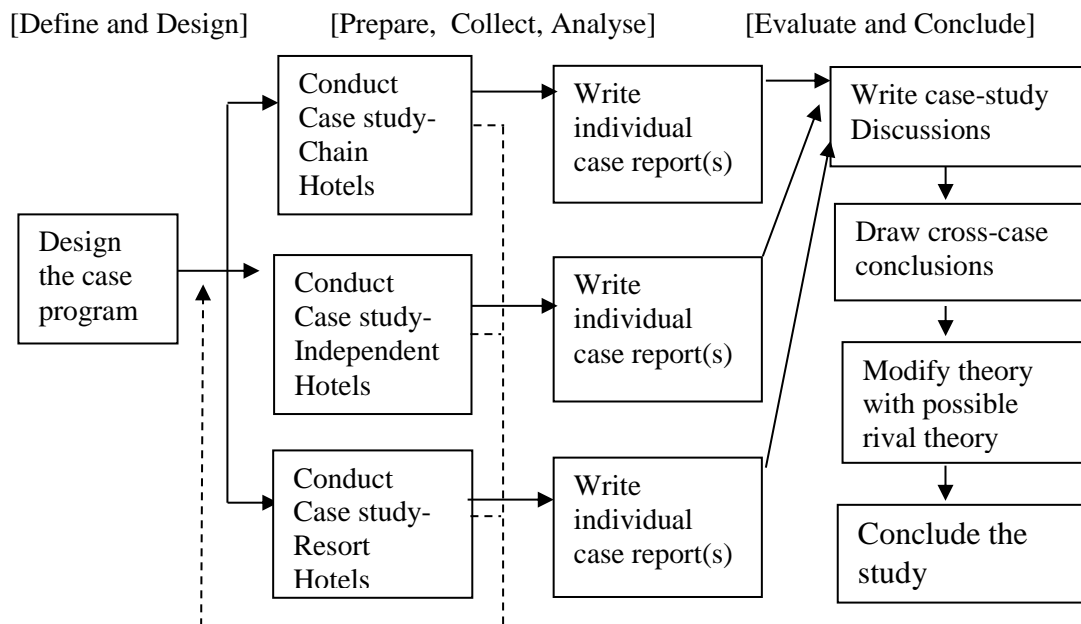 [Define and Design] [Prepare, Collect, Analyse] [Evaluate and Conclude]
Design
the case
program
Conduct
Case study-
Chain
Hotels
Write
individual
case report(s)
Conduct
Case study-
Independent
Hotels
Write
individual
case report(s)
Conduct
Case study-
Resort
Hotels
Write
individual
case report(s)
Write case-study
Discussions
Draw cross-case
conclusions
Modify theory
with possible
rival theory
Conclude the
study